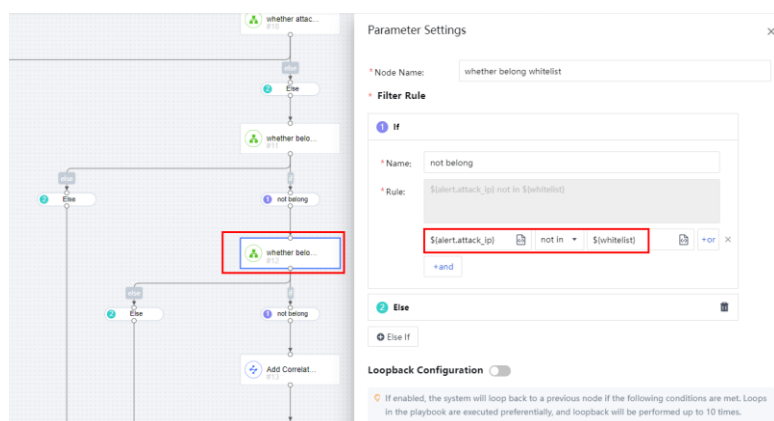 whether attac...
#10
else
2 Else
whether belo...
#11
else
if
2 Else
1 not belong
whether belo...
#12
else
if
2 Else
1 not belong
Add Correlat...
#13
Parameter Settings
×
* Node Name: whether belong whitelist
* Filter Rule
1 If
* Name: not belong
* Rule: ${alert.attack_ip} not in ${whitelist}
${alert.attack_ip} not in ${whitelist} +or ×
+and
2 Else
Else If
Loopback Configuration
If enabled, the system will loop back to a previous node if the following conditions are met. Loops
in the playbook are executed preferentially, and loopback will be performed up to 10 times.